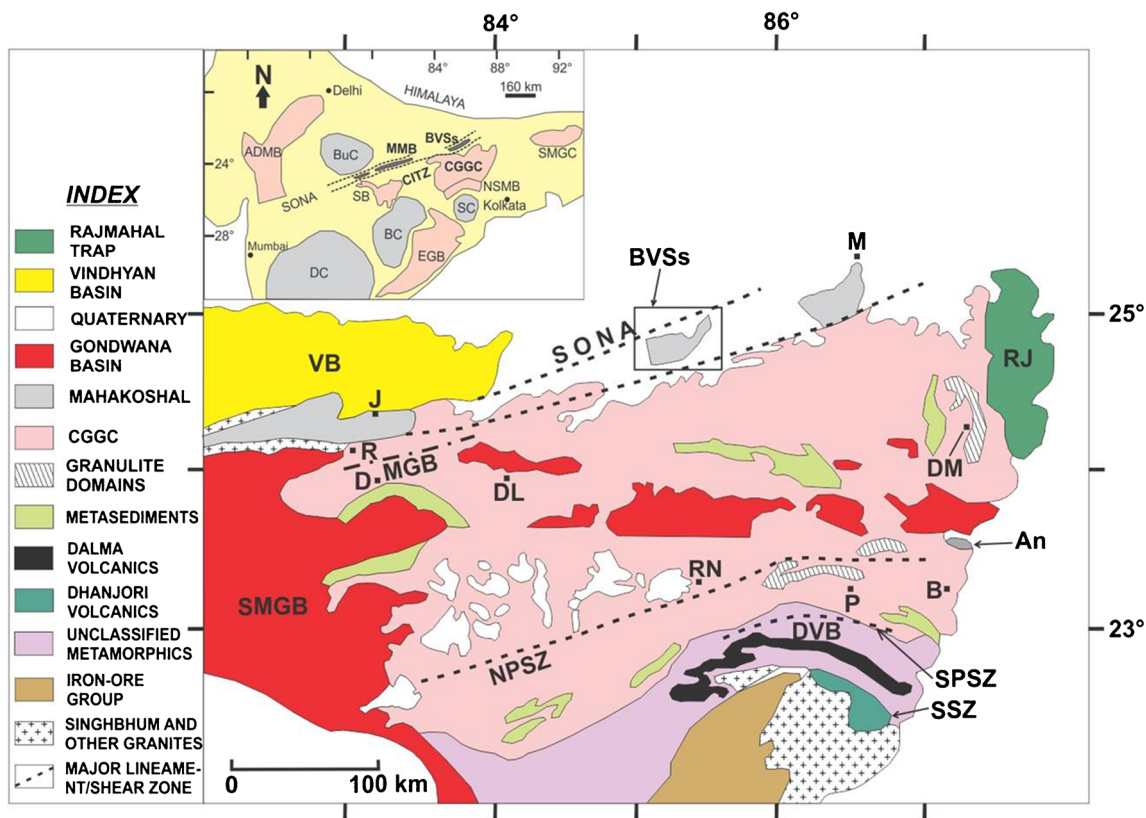 84°
86°
N
84°
88°
92°
160 km
Delhi
HIMALAYA
ADMB
BuC
MMB
BVSs
SMGC
24°
CGGC
CITZ
SB
NSMB
SONA
SC
Kolkata
28°
BC
Mumbai
EGB
DC
INDEX
RAJMAHAL
TRAP
VINDHYAN
BASIN
QUATERNARY
GONDWANA
BASIN
MAHAKOSHAL
CGGC
GRANULITE
DOMAINS
METASEDIMENTS
DALMA
VOLCANICS
DHANJORI
VOLCANICS
UNCLASSIFIED
METAMORPHICS
IRON-ORE
GROUP
SINGHBHUM AND
OTHER GRANITES
MAJOR LINEAME-
NT/SHEAR ZONE
M
BVSs
25°
SONA
VB
RJ
J
R
D
MGB
DL
DM
An
RN
B
P
SMGB
23°
DVB
NPSZ
SPSZ
SSZ
0
100 km